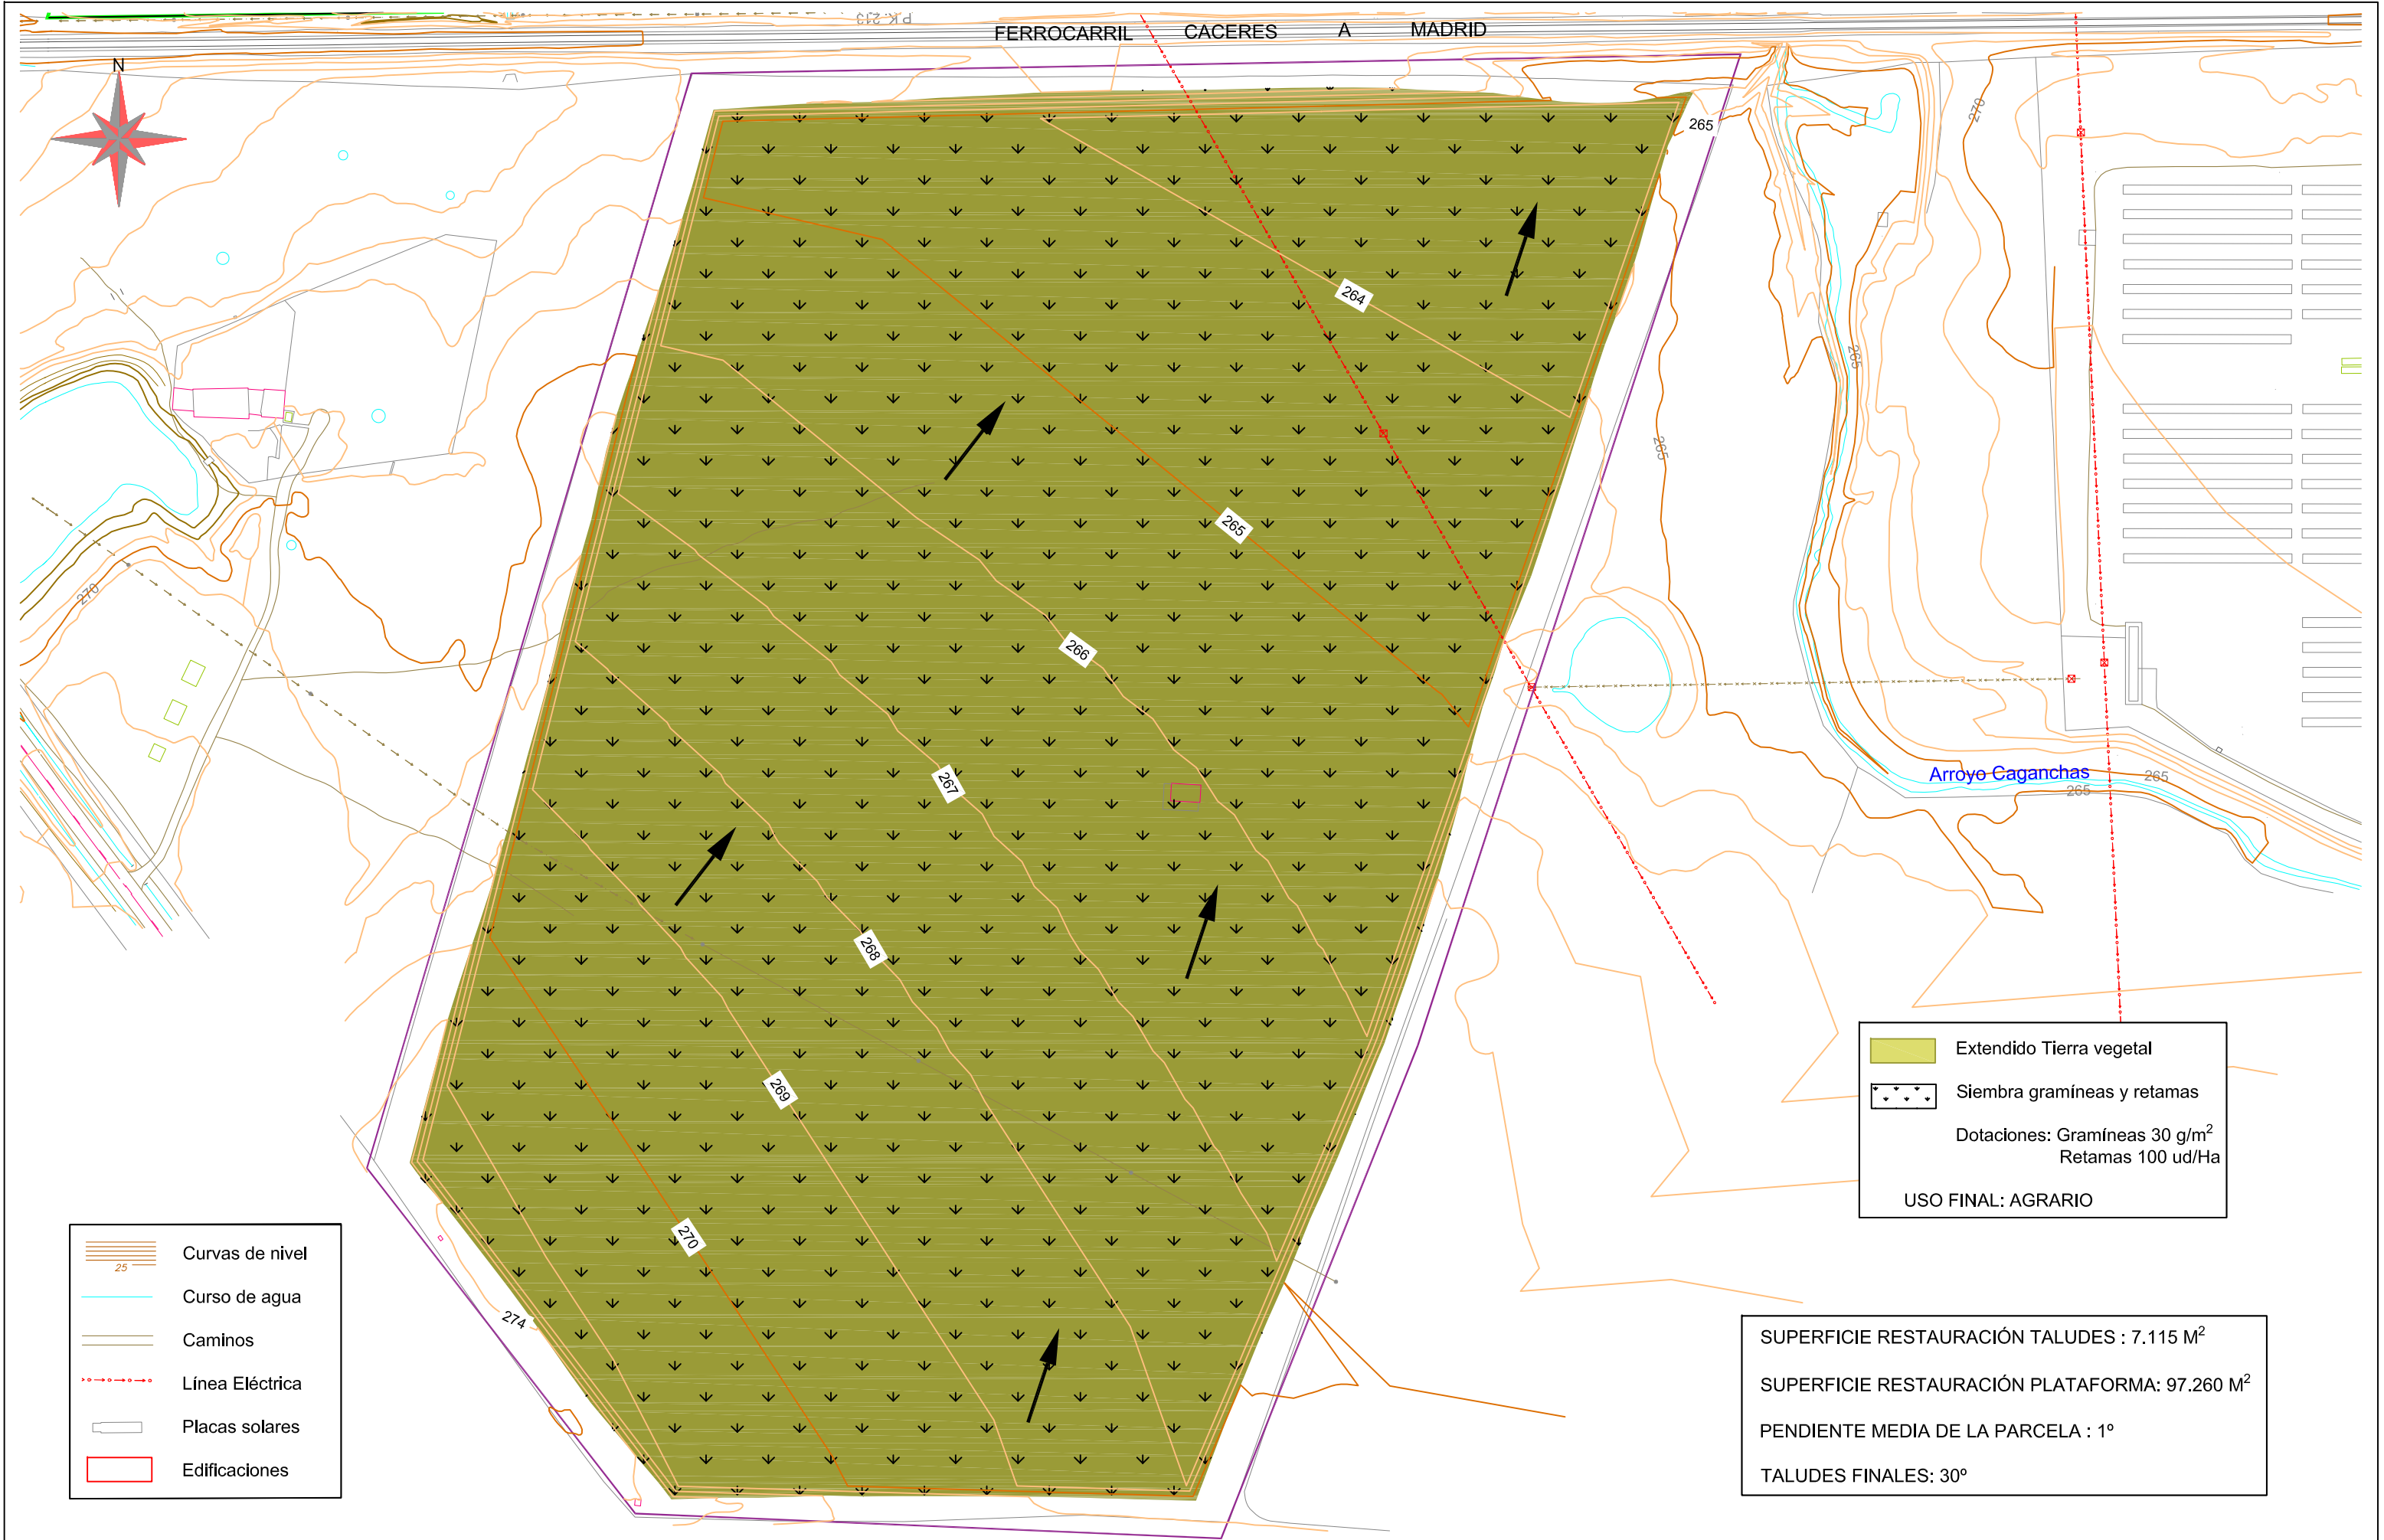 P.K. 213
FERROCARRIL CACERES A MADRID
N
265
270
264
265
265
265
270
266
267
Arroyo Caganchas
265
265
268
269
270
274
Extendido Tierra vegetal
Siembra gramíneas y retamas
Dotaciones: Gramíneas 30 g/m²
Retamas 100 ud/Ha
USO FINAL: AGRARIO
Curvas de nivel
25
Curso de agua
Caminos
Línea Eléctrica
Placas solares
Edificaciones
SUPERFICIE RESTAURACIÓN TALUDES : 7.115 M²
SUPERFICIE RESTAURACIÓN PLATAFORMA: 97.260 M²
PENDIENTE MEDIA DE LA PARCELA : 1º
TALUDES FINALES: 30º